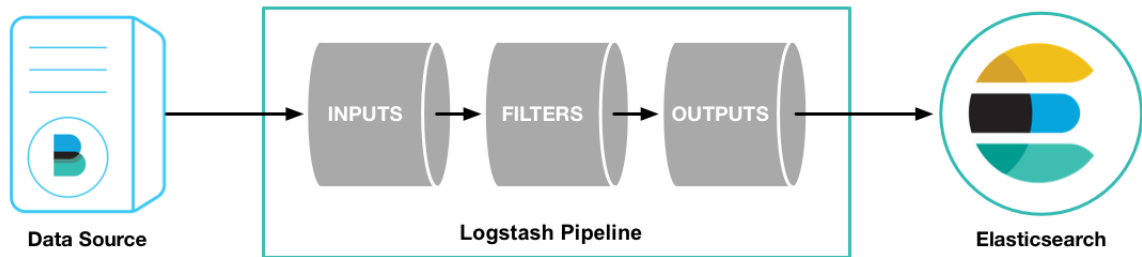 INPUTS
FILTERS
OUTPUTS
Data Source
Logstash Pipeline
Elasticsearch